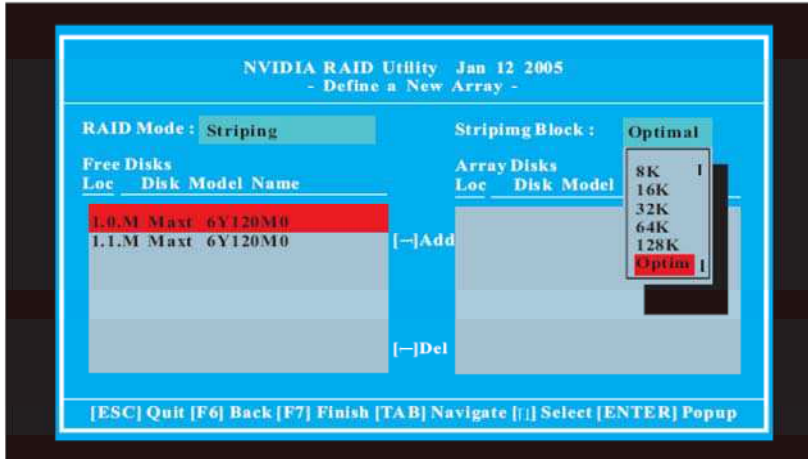 NVIDIA RAID Utility Jan 12 2005
- Define a New Array -
RAID Mode : Striping
Stripimg Block : Optimal
Free Disks
Loc Disk Model Name
1.0.M Maxt 6Y120M0
1.1.M Maxt 6Y120M0
[—]Add
[—]Del
Array Disks
Loc Disk Model
8K
16K
32K
64K
128K
Optim
[ESC] Quit [F6] Back [F7] Finish [TAB] Navigate [↑↓] Select [ENTER] Popup